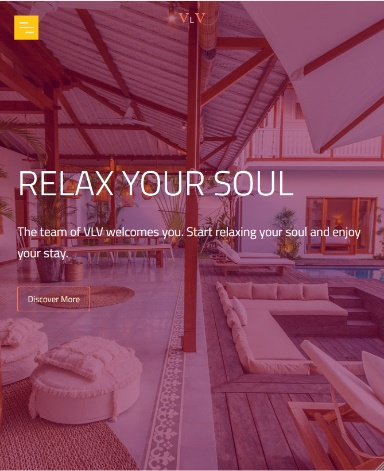 VLV
RELAX YOUR SOUL
The team of VLV welcomes you. Start relaxing your soul and enjoy
your stay.
Discover More